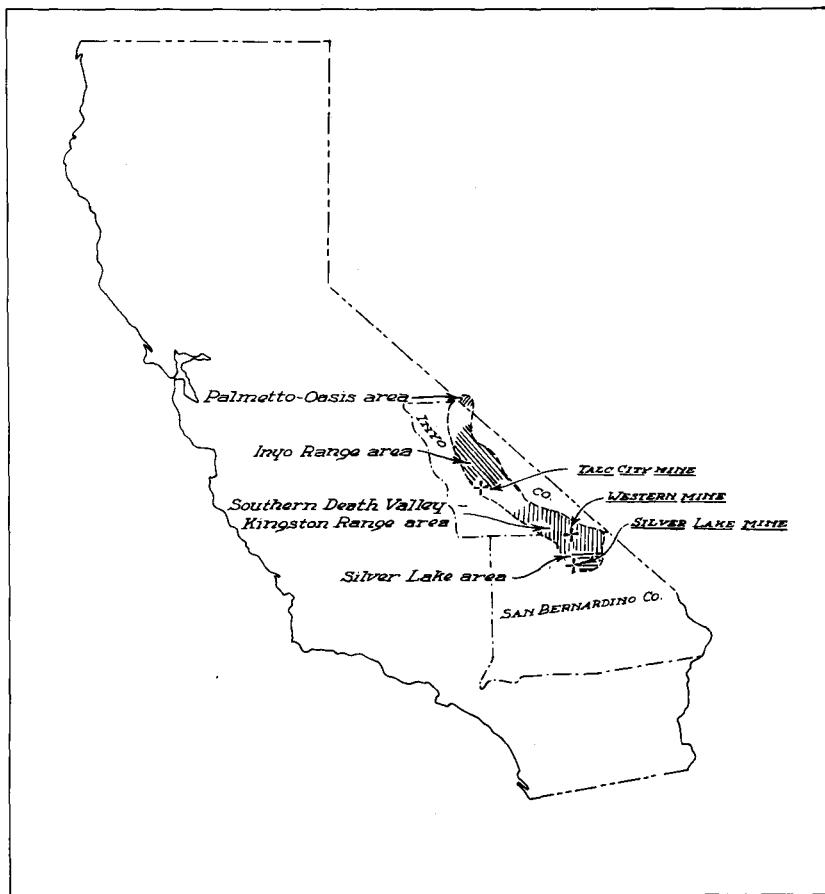 Palmetto-Oasis area
INYO
Inyo Range area
TALC CITY MINE
CO.
WESTERN MINE
Southern Death Valley
Kingston Range area
SILVER LAKE MINE
Silver Lake area
SAN BERNARDINO CO.